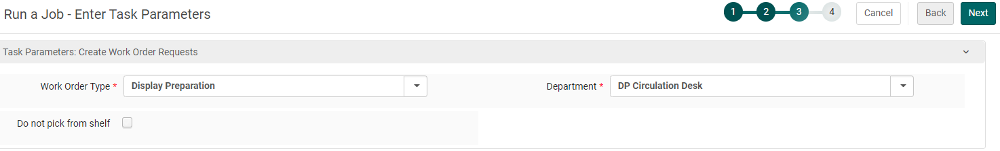 Run a Job - Enter Task Parameters
1 2 3 4 Cancel Back Next
Task Parameters: Create Work Order Requests
Work Order Type * Display Preparation Department * DP Circulation Desk
Do not pick from shelf